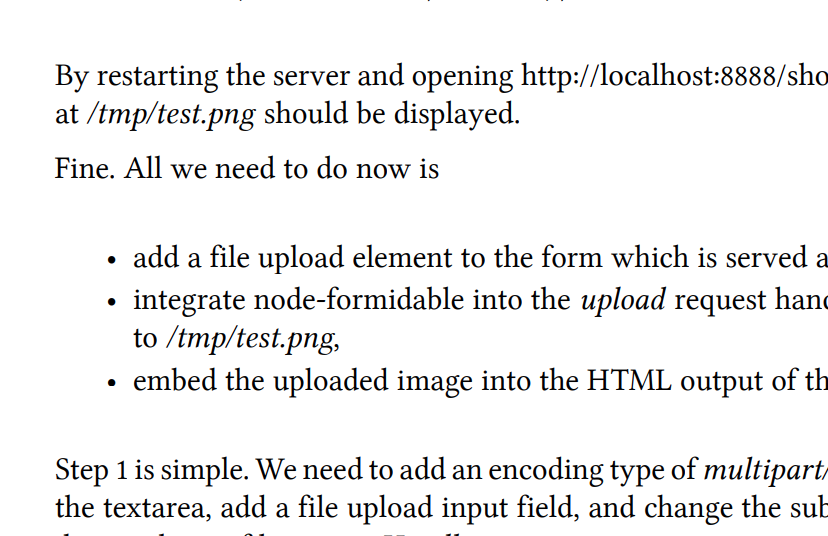 By restarting the server and opening http://localhost:8888/sho
at /tmp/test.png should be displayed.
Fine. All we need to do now is
• add a file upload element to the form which is served a
• integrate node-formidable into the upload request hand
to /tmp/test.png,
• embed the uploaded image into the HTML output of th
Step 1 is simple. We need to add an encoding type of multipart/
the textarea, add a file upload input field, and change the sub